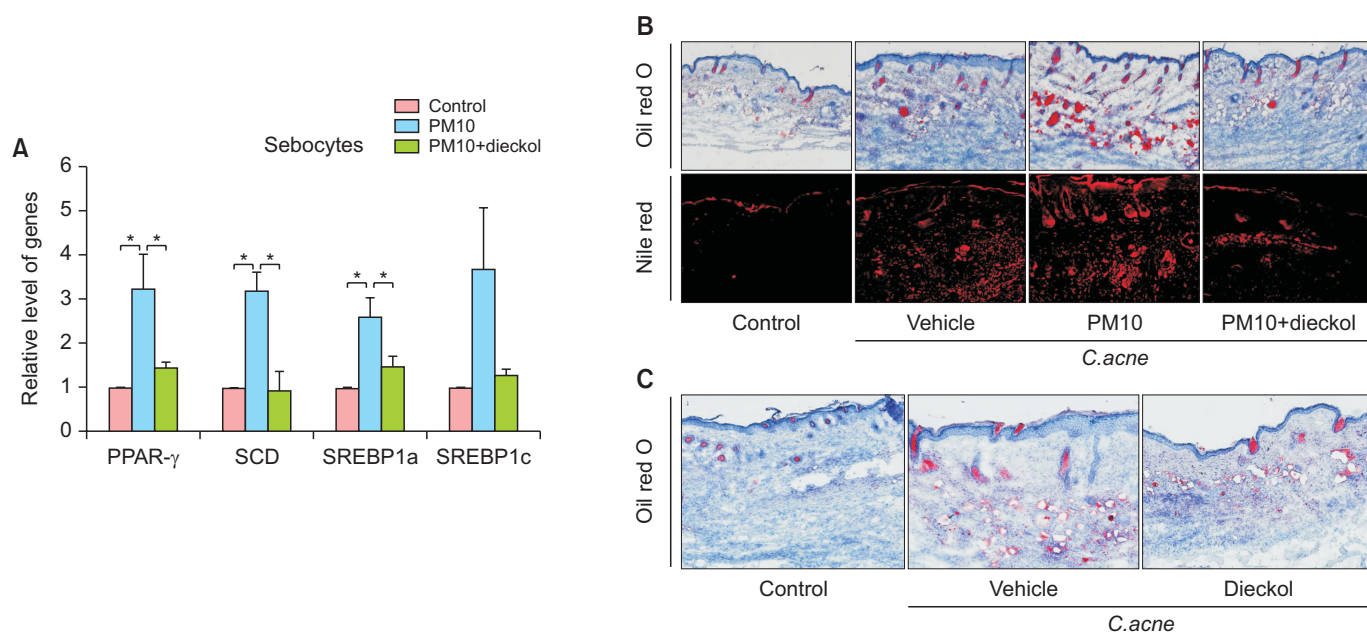 A
Sebocytes
Control
PM10
PM10+dieckol
Relative level of genes
6
5
4
3
2
1
0
* *
* *
* *
PPAR-γ SCD SREBP1a SREBP1c
B
Oil red O
Nile red
Control Vehicle PM10 PM10+dieckol
C.acne
C
Oil red O
Control Vehicle Dieckol
C.acne